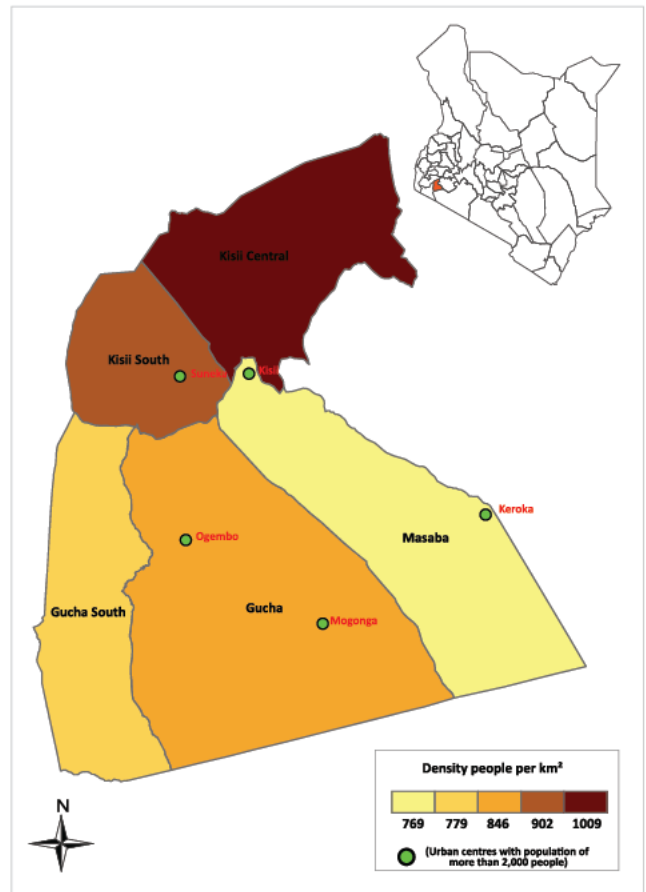 Kisii Central
Kisii South
Suneka
Kisii
Keroka
Masaba
Ogembo
Gucha South
Gucha
Mogonga
Density people per km²
769 779 846 902 1009
(Urban centres with population of
more than 2,000 people)
N